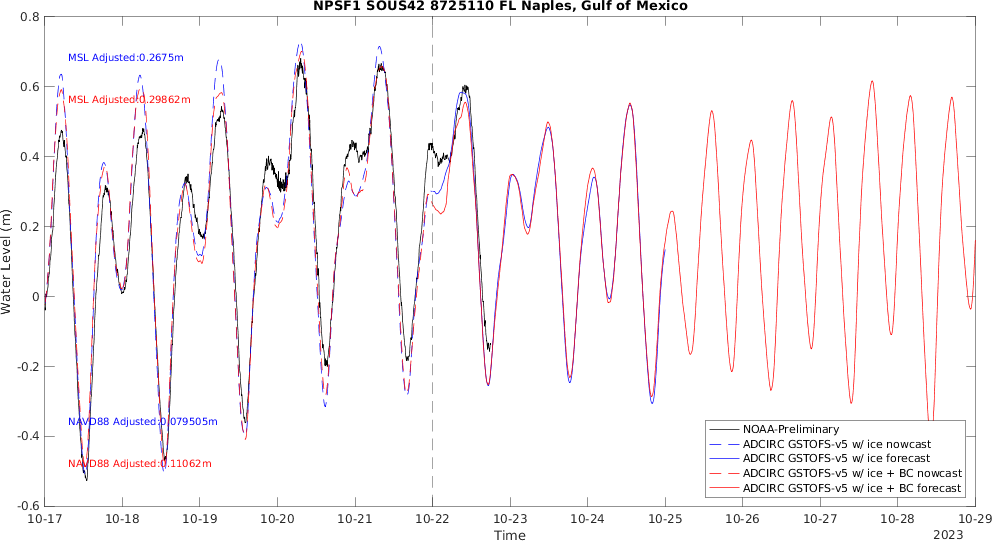 NPSF1 SOUS42 8725110 FL Naples, Gulf of Mexico
0.8
0.6
0.4
0.2
0
-0.2
-0.4
-0.6
Water Level (m)
MSL Adjusted:0.2675m
MSL Adjusted:0.29862m
NAVD88 Adjusted:0.079505m
NAVD88 Adjusted:0.11062m
NOAA-Preliminary
ADCIRC GSTOFS-v5 w/ ice nowcast
ADCIRC GSTOFS-v5 w/ ice forecast
ADCIRC GSTOFS-v5 w/ ice + BC nowcast
ADCIRC GSTOFS-v5 w/ ice + BC forecast
10-17 10-18 10-19 10-20 10-21 10-22 10-23 10-24 10-25 10-26 10-27 10-28 10-29
Time
2023